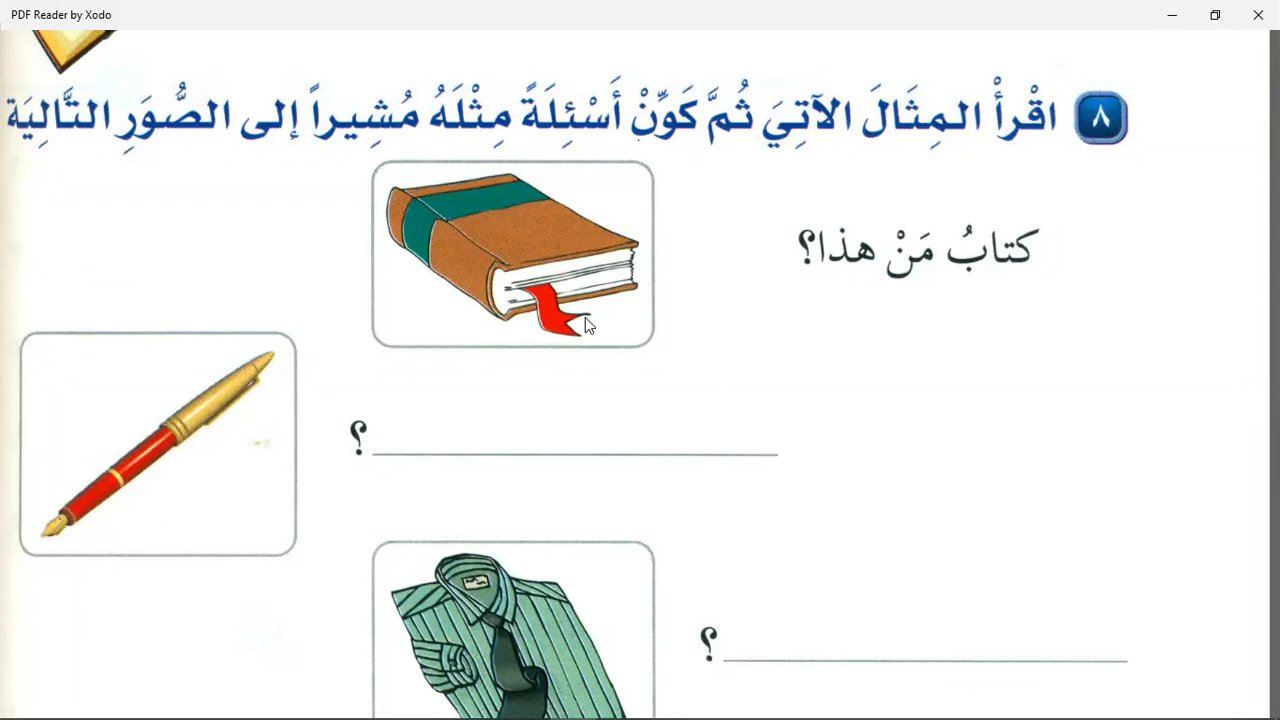 PDF Reader by Xodo
٨ اقْرأْ المِثَالَ الآتِيَ ثُمَّ كَوِّنْ أَسْئِلَةً مِثْلَهُ مُشِيراً إلى الصُّوَرِ التَّالِيَة
كتابُ مَنْ هذا؟
؟
؟